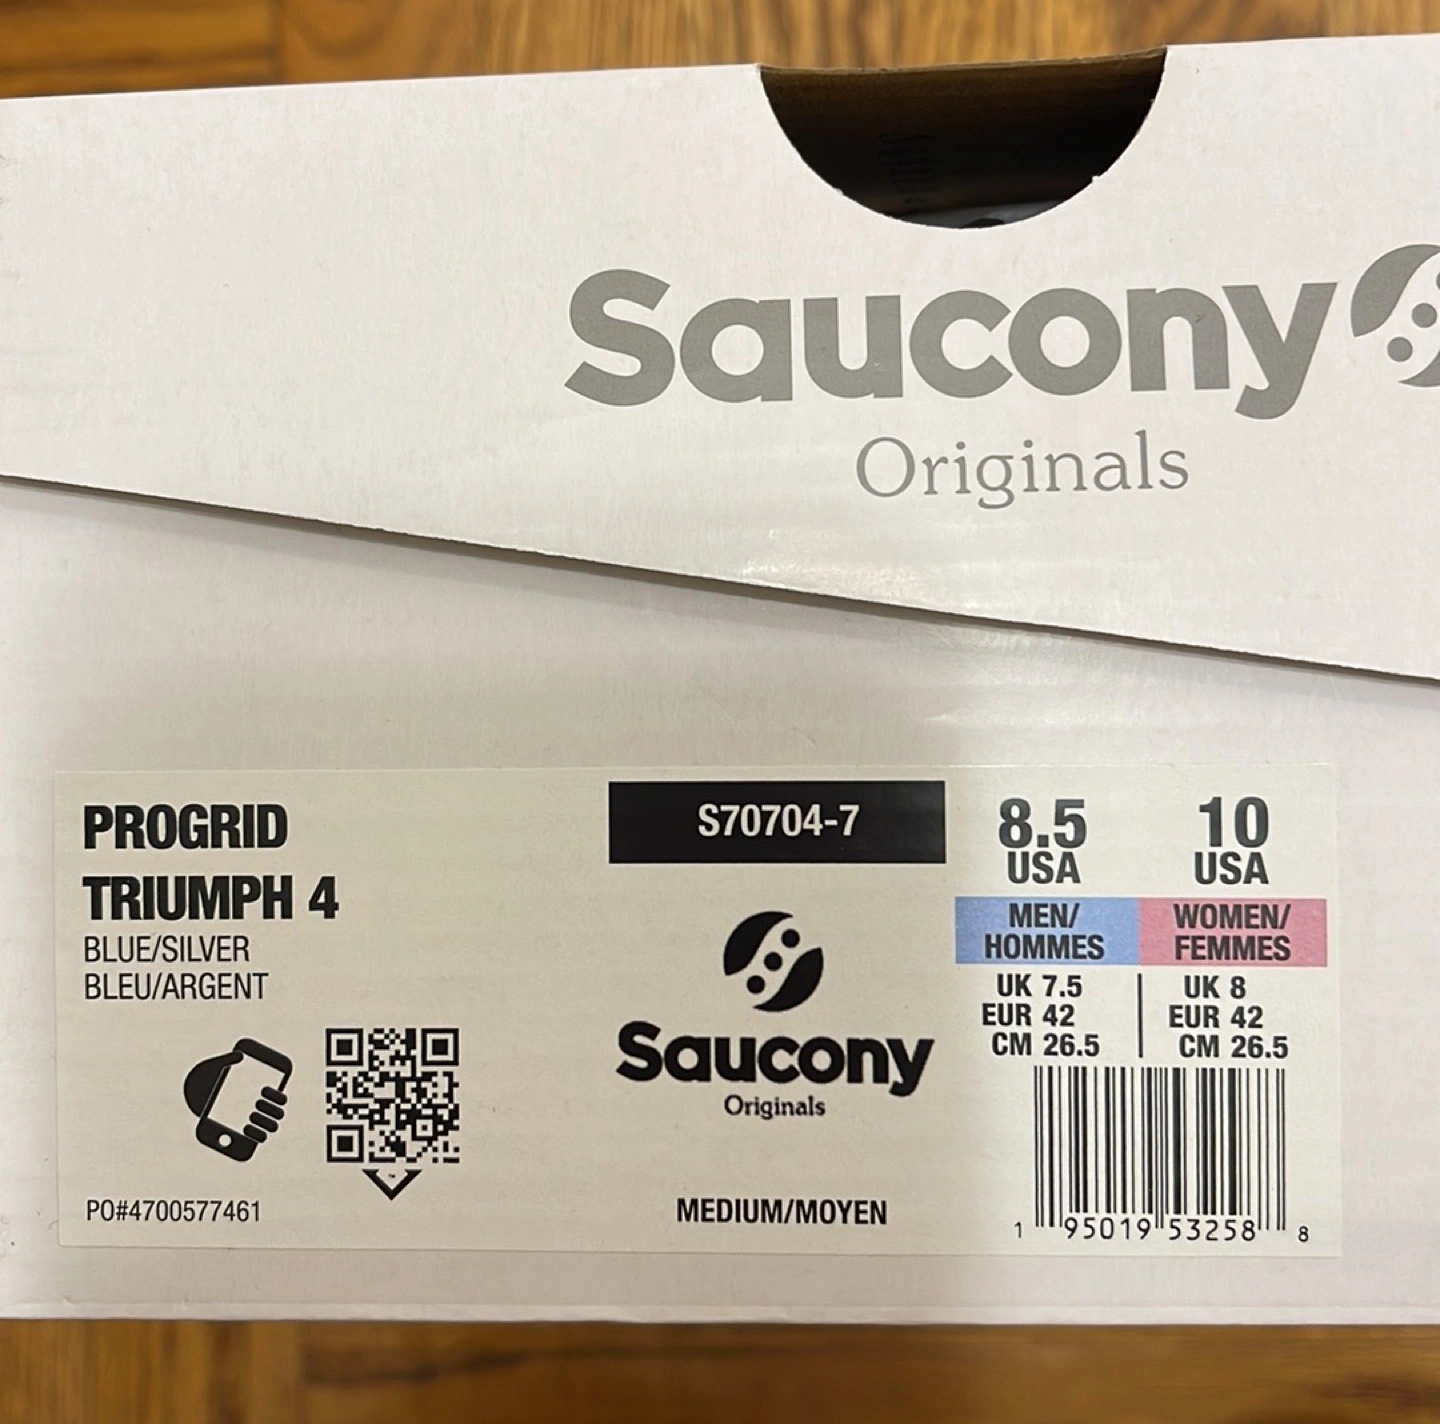 Saucony
Originals
PROGRID
TRIUMPH 4
BLUE/SILVER
BLEU/ARGENT
PO#4700577461
S70704-7
Saucony
Originals
MEDIUM/MOYEN
8.5 10
USA USA
MEN/ WOMEN/
HOMMES FEMMES
UK 7.5 UK 8
EUR 42 EUR 42
CM 26.5 CM 26.5
1 95019 53258 8